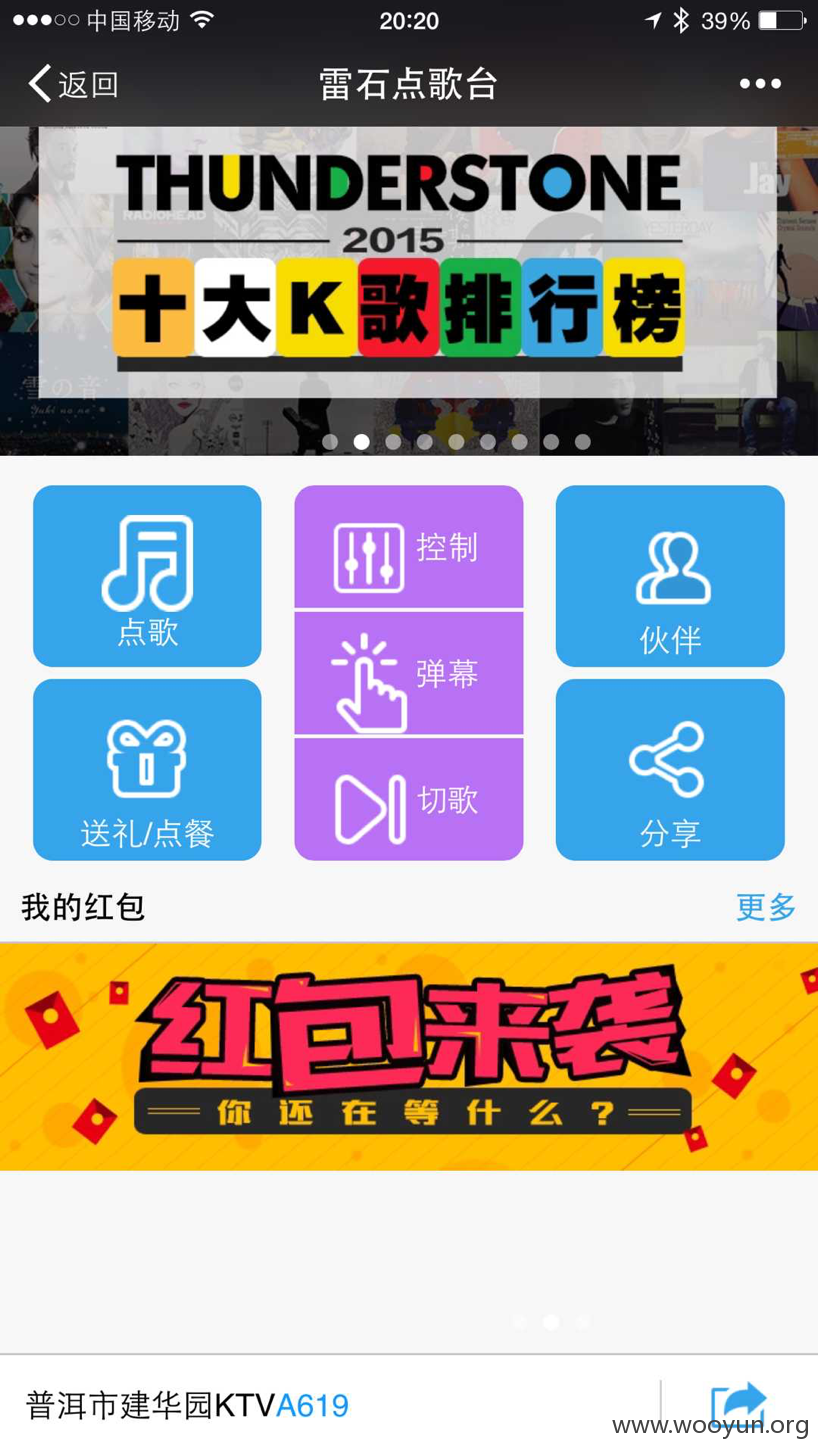 中国移动
20:20
39%
返回
雷石点歌台
Jay
RADIOHEAD
THUNDERSTONE
2015
十大K歌排行榜
雪の音
Yuki no ne
点歌
控制
伙伴
弹幕
送礼/点餐
切歌
分享
我的红包
更多
红包来袭
你还在等什么?
普洱市建华园KTVA619
www.wooyun.org